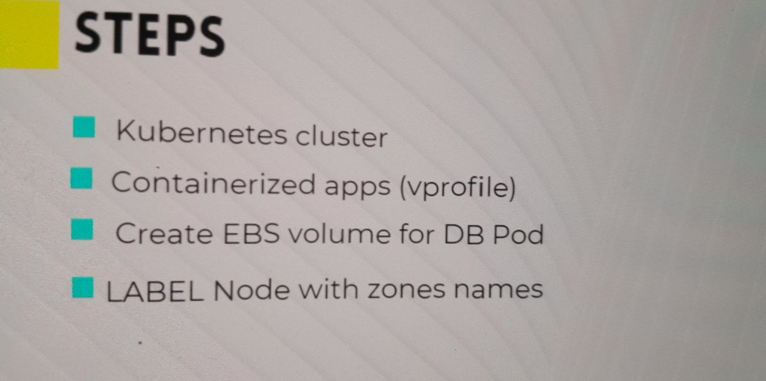 STEPS
Kubernetes cluster
Containerized apps (vprofile)
Create EBS volume for DB Pod
LABEL Node with zones names